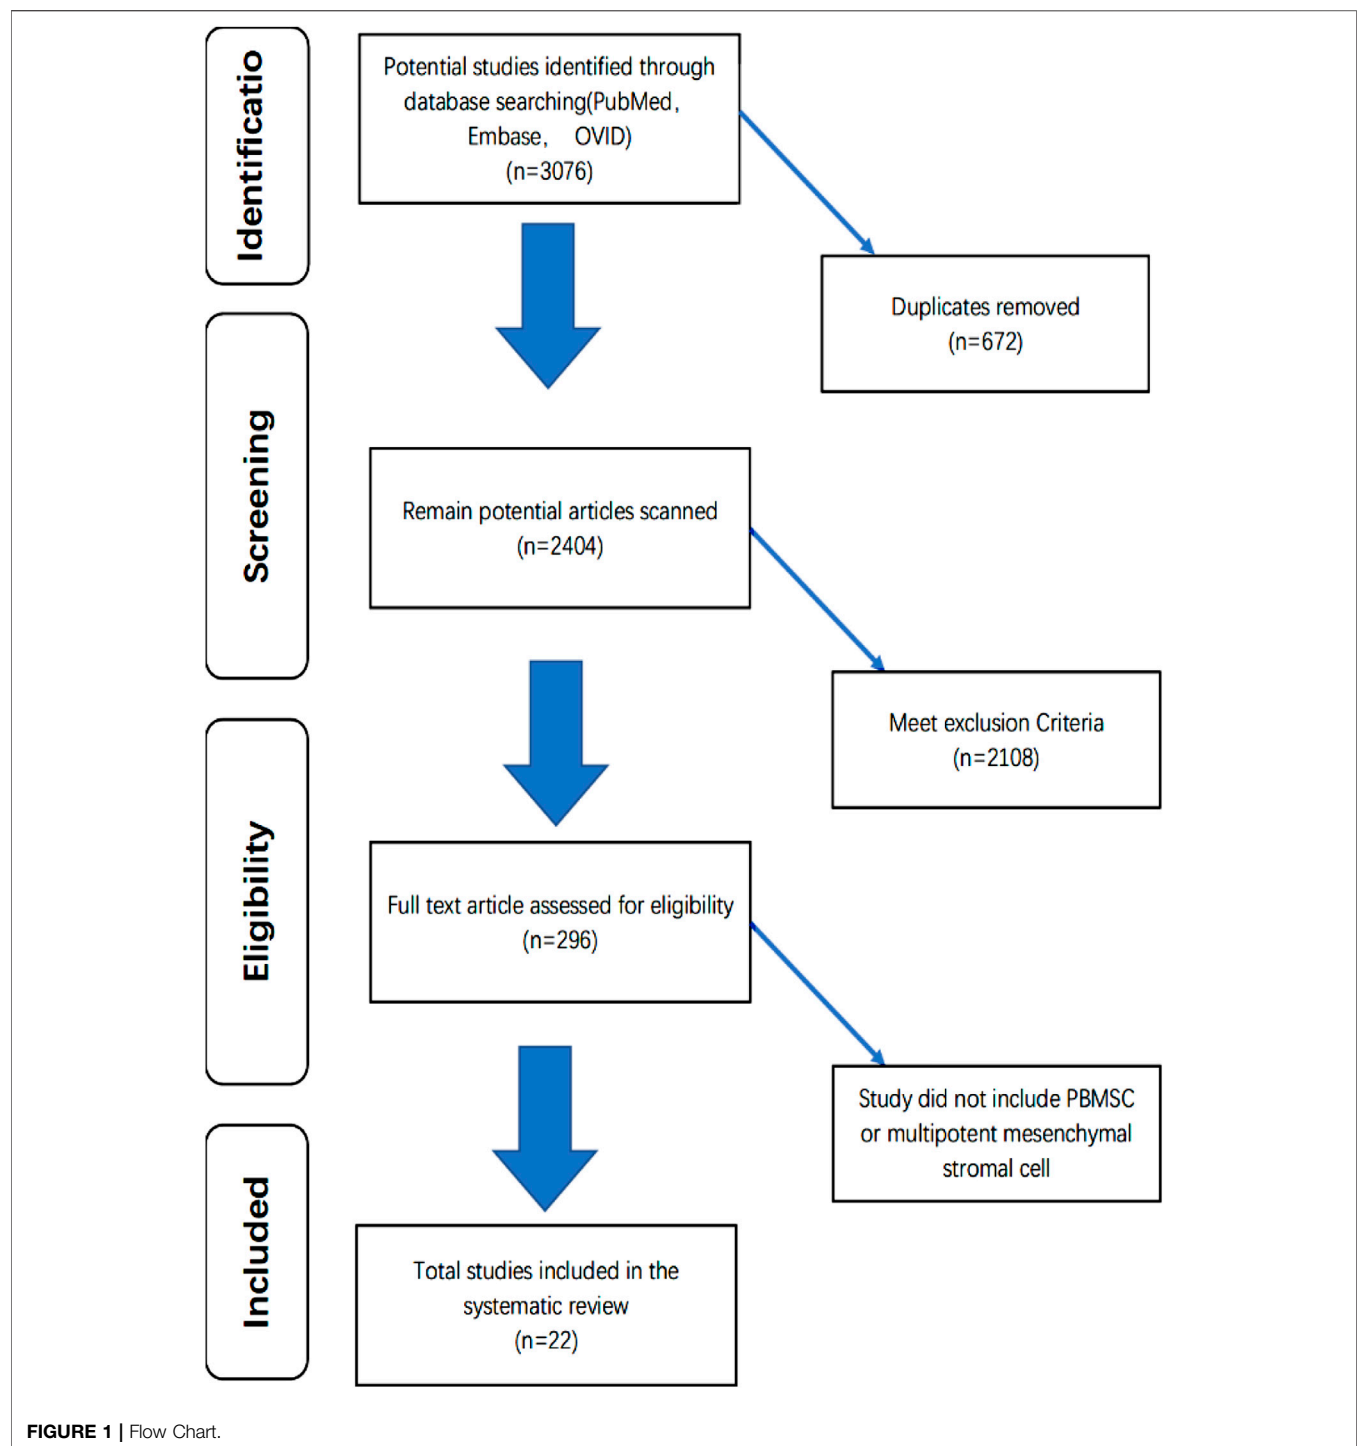 Identificatio
Potential studies identified through
database searching(PubMed,
Embase, OVID)
(n=3076)
Duplicates removed
(n=672)
Screening
Remain potential articles scanned
(n=2404)
Meet exclusion Criteria
(n=2108)
Eligibility
Full text article assessed for eligibility
(n=296)
Study did not include PBMSC
or multipotent mesenchymal
stromal cell
Included
Total studies included in the
systematic review
(n=22)
FIGURE 1 | Flow Chart.